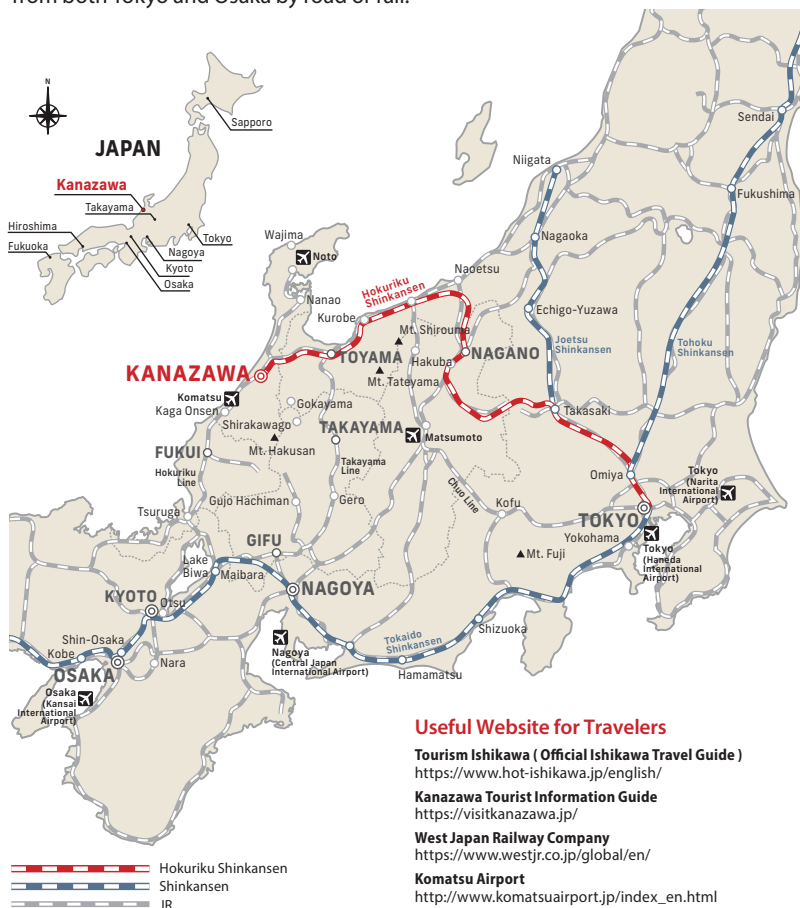 from both Tokyo and Osaka by road or rail.
N
Sapporo
JAPAN
Kanazawa
Takayama
Hiroshima
Fukuoka
Tokyo
Nagoya
Kyoto
Osaka
Sendai
Niigata
Fukushima
Nagaoka
Wajima
Noto
Naoetsu
Hokuriku
Shinkansen
Nanao
Kurobe
Echigo-Yuzawa
Mt. Shirouma
Joetsu
Shinkansen
Tohoku
Shinkansen
TOYAMA
Hakuba
NAGANO
KANAZAWA
Mt. Tateyama
Komatsu
Kaga Onsen
Gokayama
Takasaki
Shirakawago
TAKAYAMA
Matsumoto
Mt. Hakusan
FUKUI
Takayama
Line
Hokuriku
Line
Omiya
Tokyo
(Narita
International
Airport)
Chuo Line
Gujo Hachiman
Gero
Kofu
Tsuruga
TOKYO
GIFU
Yokohama
Mt. Fuji
Tokyo
(Haneda
International
Airport)
Lake
Biwa
Maibara
NAGOYA
KYOTO
Otsu
Shizuoka
Shin-Osaka
Kobe
Tokaido
Shinkansen
Nagoya
(Central Japan
International Airport)
Nara
OSAKA
Hamamatsu
Osaka
(Kansai
International
Airport)
Useful Website for Travelers
Tourism Ishikawa ( Official Ishikawa Travel Guide )
https://www.hot-ishikawa.jp/english/
Kanazawa Tourist Information Guide
https://visitkanazawa.jp/
West Japan Railway Company
https://www.westjr.co.jp/global/en/
Komatsu Airport
http://www.komatsuairport.jp/index_en.html
Hokuriku Shinkansen
Shinkansen
JR